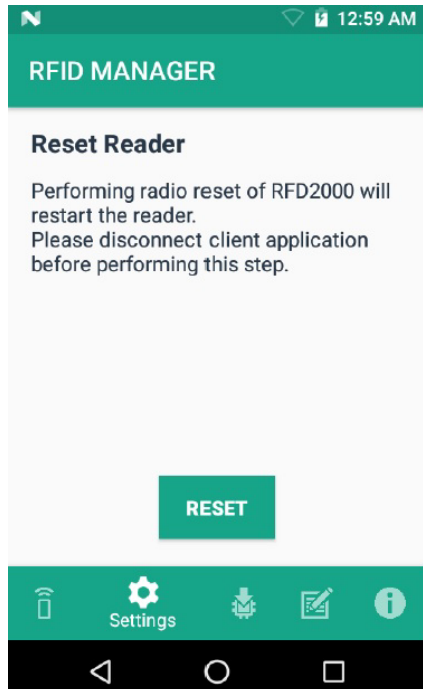 12:59 AM
RFID MANAGER
Reset Reader
Performing radio reset of RFD2000 will
restart the reader.
Please disconnect client application
before performing this step.
RESET
Settings